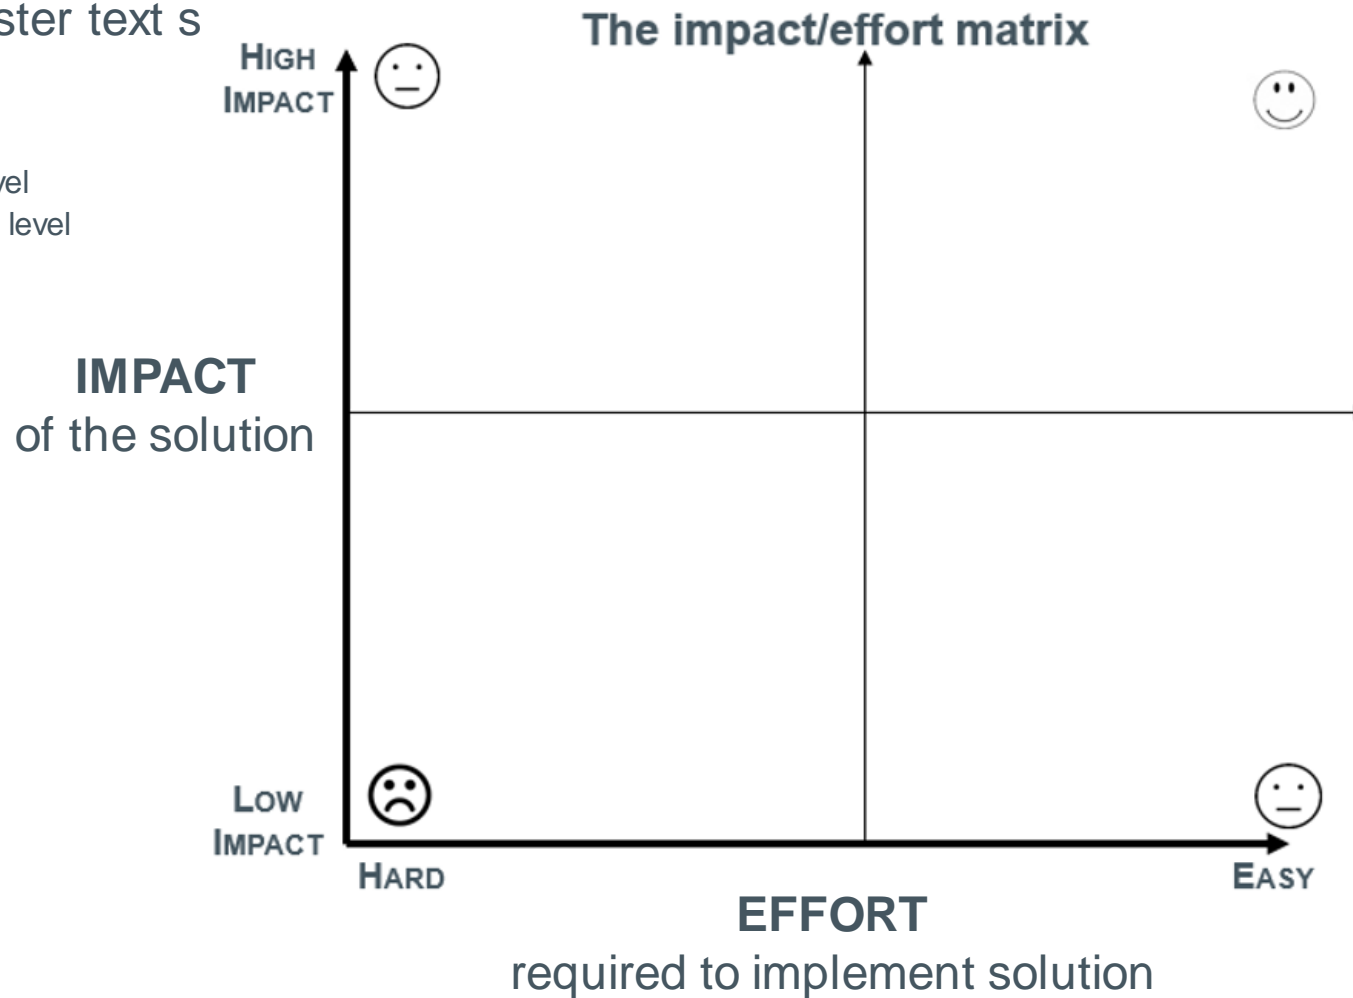 ster text s
The impact/effort matrix
HIGH
IMPACT
vel
level
IMPACT
of the solution
LOW
IMPACT
HARD
EASY
EFFORT
required to implement solution